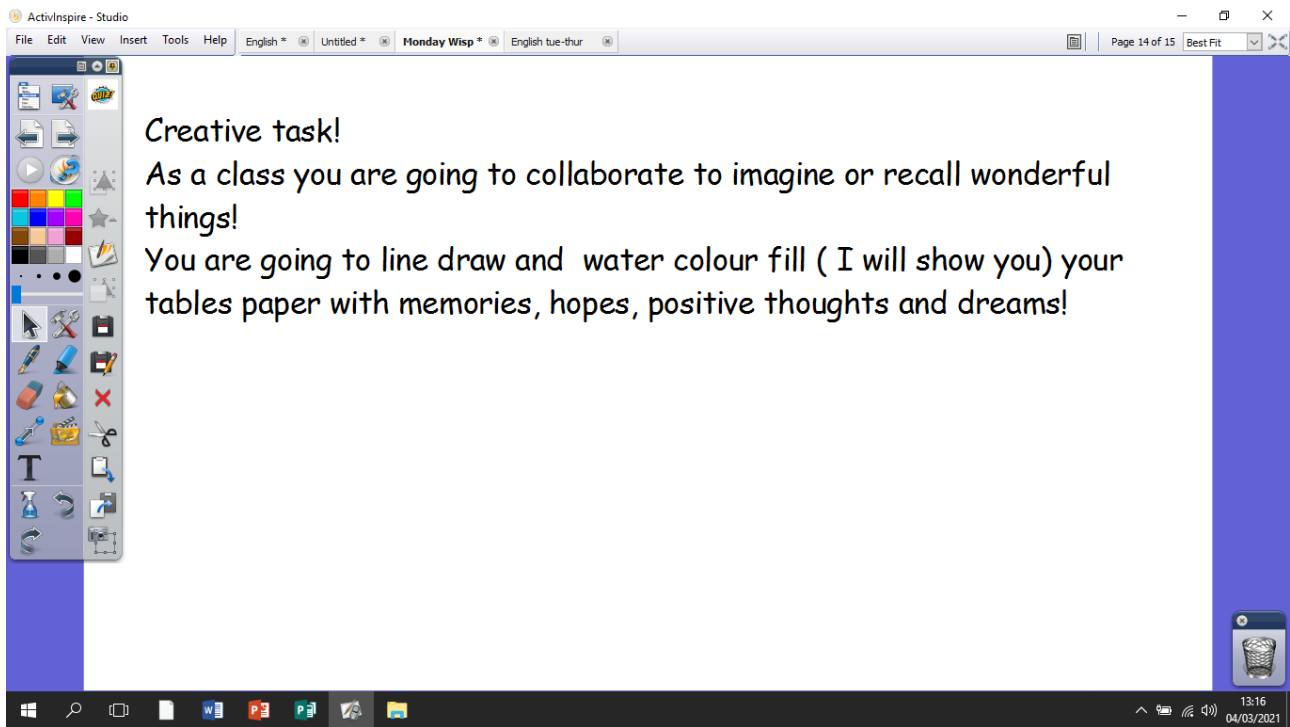 ActivInspire - Studio
File Edit View Insert Tools Help English * Untitled * Monday Wisp * English tue-thur Page 14 of 15 Best Fit
QUIZ
Creative task!
As a class you are going to collaborate to imagine or recall wonderful
things!
You are going to line draw and  water colour fill ( I will show you) your
tables paper with memories, hopes, positive thoughts and dreams!
T
13:16
04/03/2021